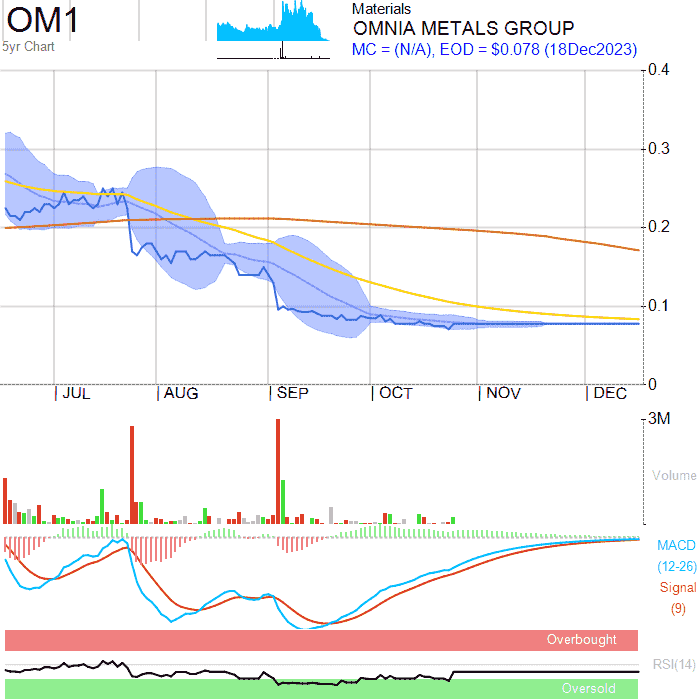 OM1
5yr Chart
Materials
OMNIA METALS GROUP
MC = (N/A), EOD = $0.078 (18Dec2023)
0.4
0.3
0.2
0.1
0
JUL AUG SEP OCT NOV DEC
3M
Volume
MACD
(12-26)
Signal
(9)
Overbought
RSI(14)
Oversold